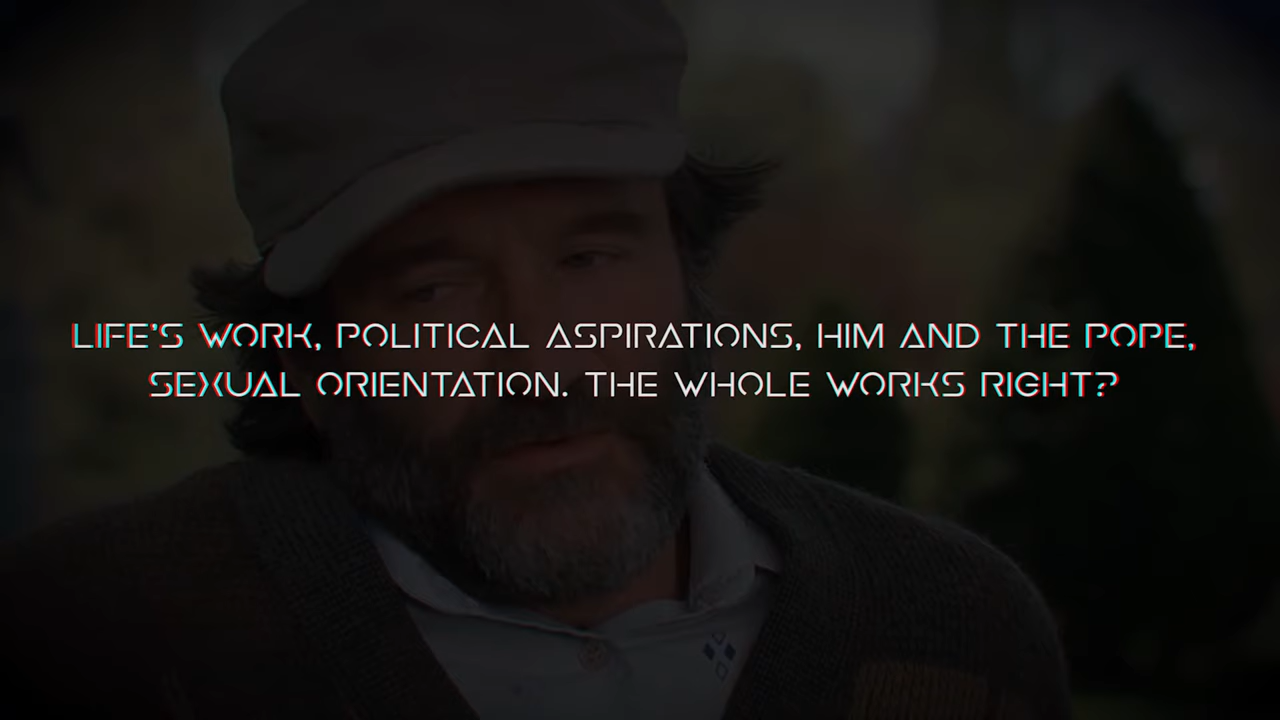 LIFE'S WORK, POLITICAL ASPIRATIONS, HIM AND THE POPE,
SEXUAL ORIENTATION. THE WHOLE WORKS RIGHT?